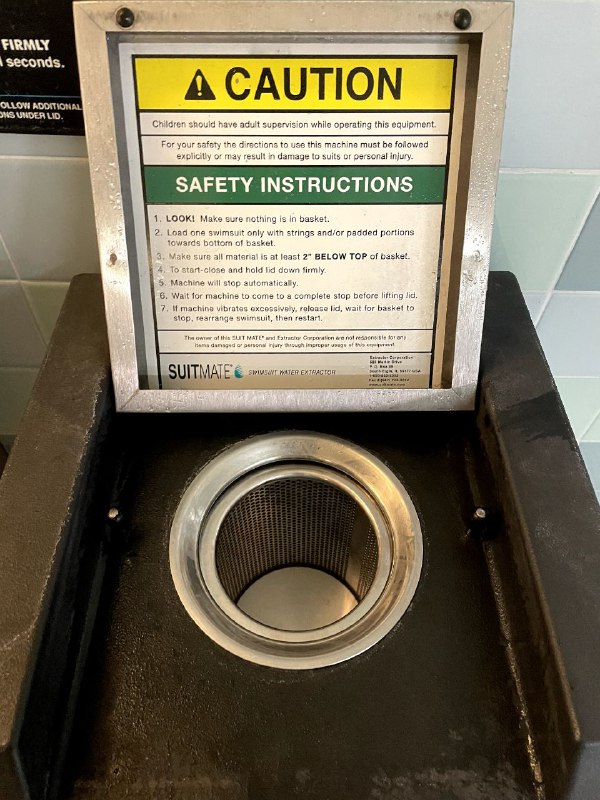 FIRMLY
seconds.
OLLOW ADDITIONAL
ONS UNDER LID.
CAUTION
Children should have adult supervision while operating this equipment.
For your safety the directions to use this machine must be followed
explicitly or may result in damage to suits or personal injury.
SAFETY INSTRUCTIONS
1. LOOK! Make sure nothing is in basket.
2. Load one swimsuit only with strings and/or padded portions
towards bottom of basket.
3. Make sure all material is at least 2" BELOW TOP of basket.
4. To start-close and hold lid down firmly.
5. Machine will stop automatically.
6. Wait for machine to come to a complete stop before lifting lid.
7. If machine vibrates excessively, release lid, wait for basket to
stop, rearrange swimsuit, then restart.
The owner of this SUIT MATE® and Extractor Corporation are not responsible for any
items damaged or personal injury through improper usage of this equipment.
SUITMATE® SWIMSUIT WATER EXTRACTOR
Extractor Corporation